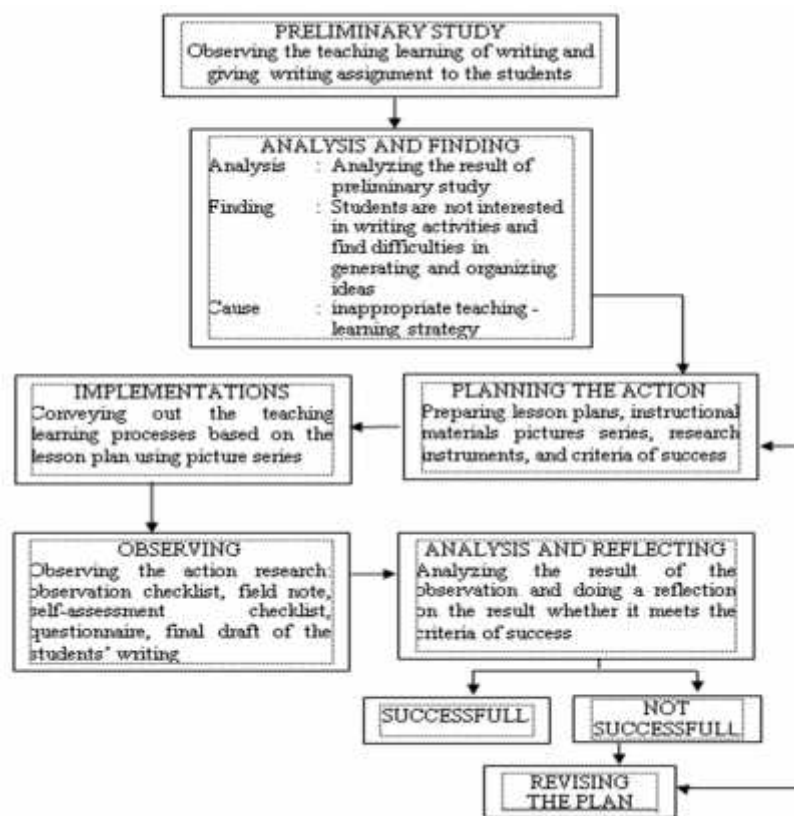 PRELIMINARY STUDY
Observing the teaching learning of writing and
giving writing assignment to the students
ANALYSIS AND FINDING
Analysis : Analyzing the result of
preliminary study
Finding : Students are not interested
in writing activities and
find difficulties in
generating and organizing
ideas
Cause : inappropriate teaching -
learning strategy
PLANNING THE ACTION
Preparing lesson plans, instructional
materials pictures series, research
instruments, and criteria of success
IMPLEMENTATIONS
Conveying out the teaching
learning processes based on the
lesson plan using picture series
OBSERVING
Observing the action research:
observation checklist, field note,
self-assessment checklist,
questionnaire, final draft of the
students' writing
ANALYSIS AND REFLECTING
Analyzing the result of the
observation and doing a reflection
on the result whether it meets the
criteria of success
SUCCESSFULL
NOT
SUCCESSFULL
REVISING
THE PLAN